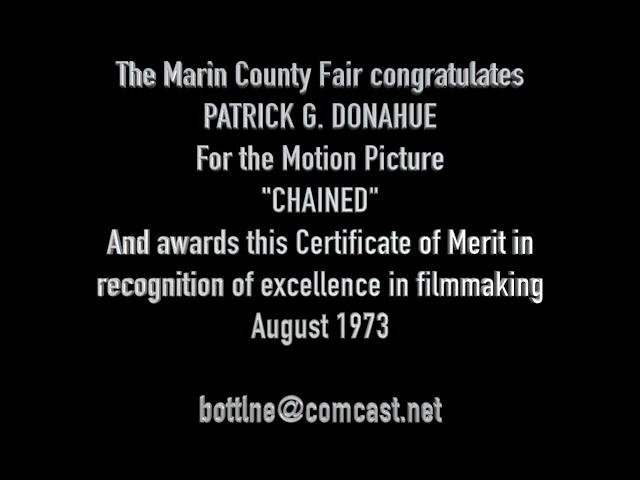 The Marin County Fair congratulates
PATRICK G. DONAHUE
For the Motion Picture
"CHAINED"
And awards this Certificate of Merit in
recognition of excellence in filmmaking
August 1973
bottlne@comcast.net